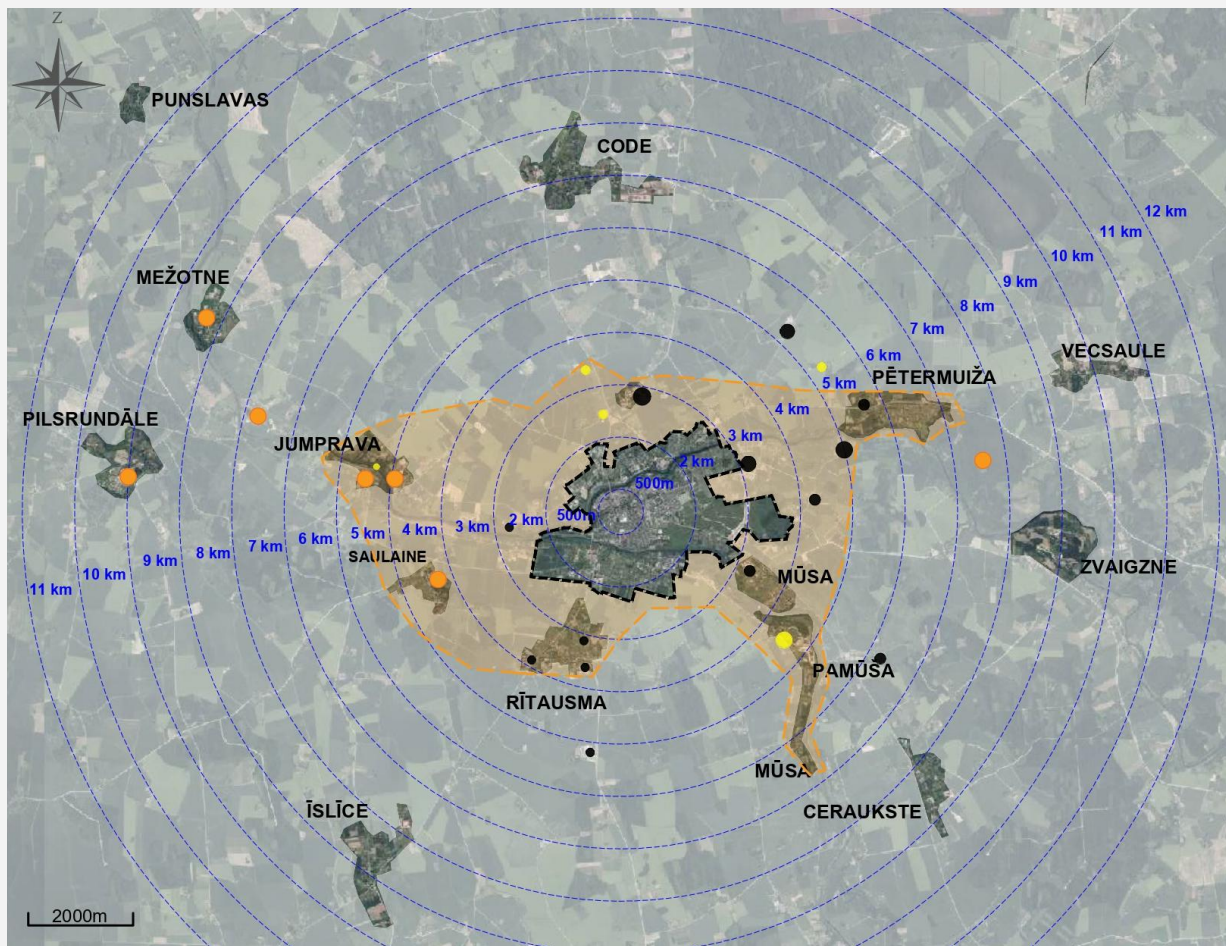 Z
PUNSLAVAS
CODE
12 km
11 km
10 km
9 km
8 km
7 km
6 km
5 km
4 km
3 km
2 km
500m
MEŽOTNE
VECSAULE
PĒTERMUIŽA
PILSRUNDĀLE
JUMPRAVA
500m
2 km
3 km
4 km
5 km
6 km
7 km
8 km
9 km
10 km
11 km
SAULAINE
ZVAIGZNE
MŪSA
PAMŪŠA
RĪTAUSMA
MŪSA
CERAUKSTE
ĪSLĪCE
2000m